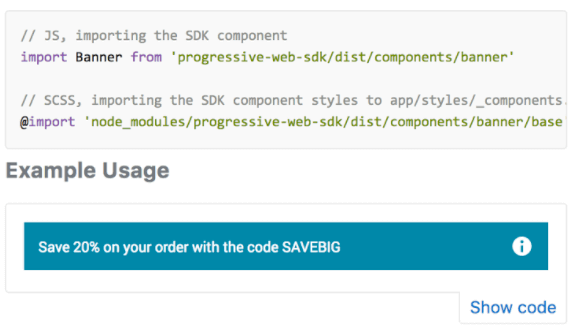 // JS, importing the SDK component
import Banner from 'progressive-web-sdk/dist/components/banner'
// SCSS, importing the SDK component styles to app/styles/_components.
@import 'node_modules/progressive-web-sdk/dist/components/banner/base'
Example Usage
Save 20% on your order with the code SAVEBIG
Show code